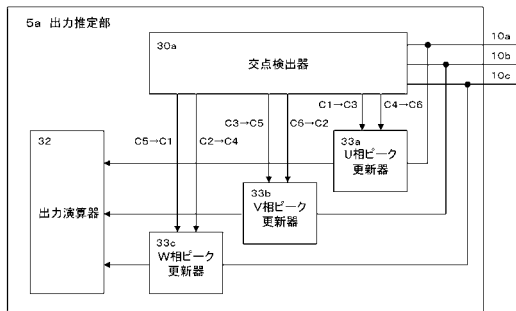 5a 出力推定部
30a
交点検出器
10a
10b
10c
C1→C3
C4→C6
C3→C5
C6→C2
C5→C1
C2→C4
32
出力演算器
33a
U相ピーク
更新器
33b
V相ピーク
更新器
33c
W相ピーク
更新器